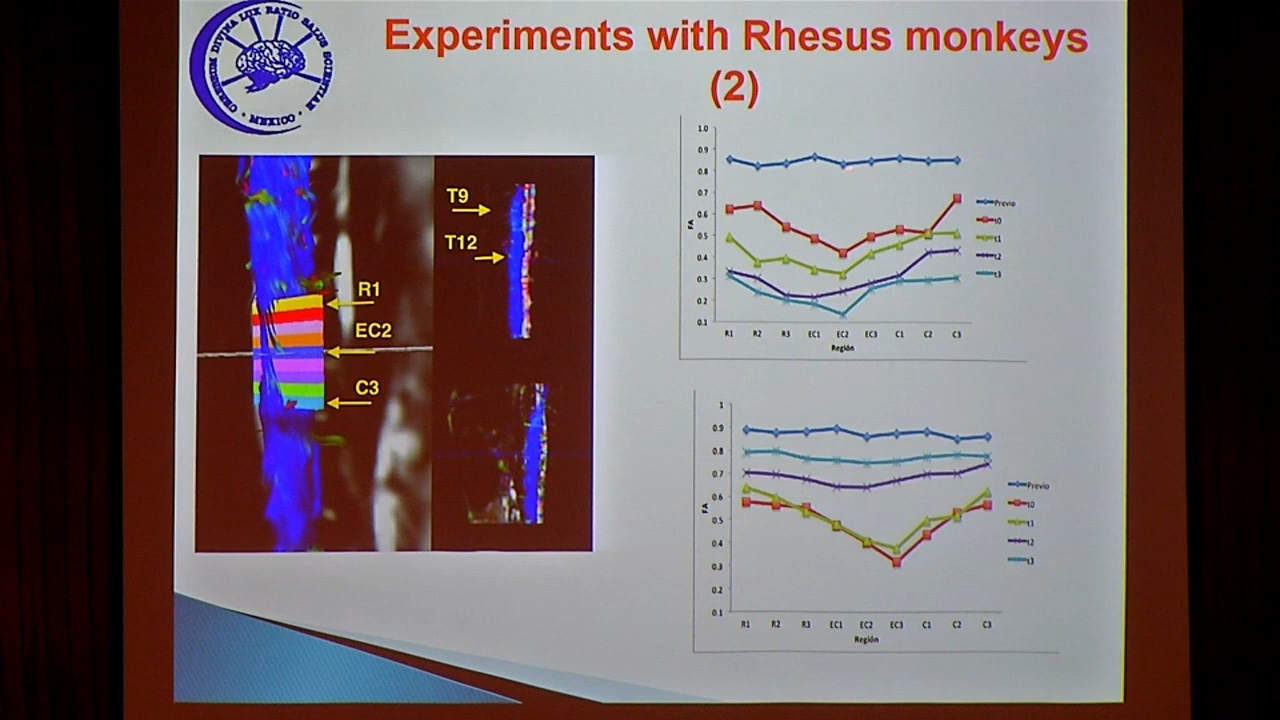 Experiments with Rhesus monkeys
(2)
DIVINA LUX RATIO SALUS SCIENTIAM
MEXICO
T9
T12
R1
EC2
C3
1.0
0.9
0.8
0.7
0.6
0.5
0.4
0.3
0.2
0.1
FA
R1 R2 R3 EC1 EC2 EC3 C1 C2 C3
Región
Previo
t0
t1
t2
t3
1
0.9
0.8
0.7
0.6
0.5
0.4
0.3
0.2
0.1
FA
R1 R2 R3 EC1 EC2 EC3 C1 C2 C3
Región
Previo
t0
t1
t2
t3